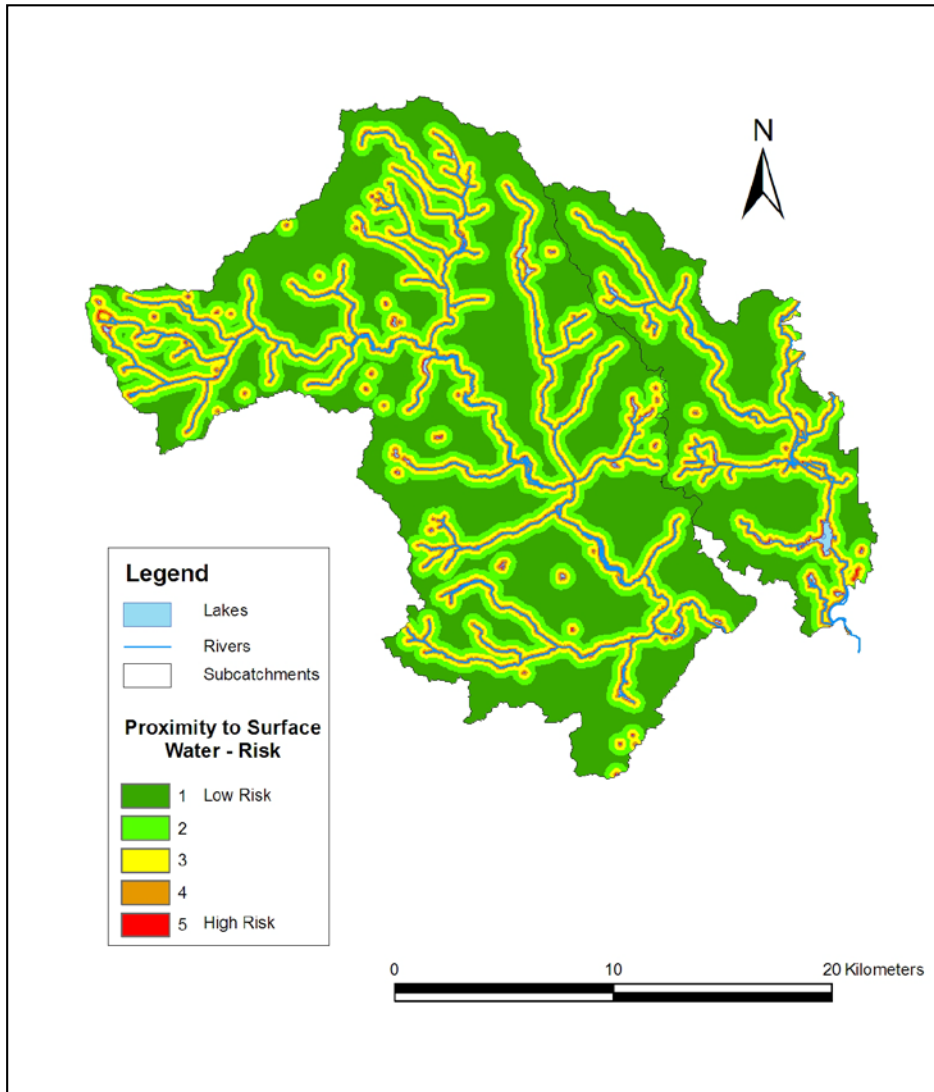 N
Legend
Lakes
Rivers
Subcatchments
Proximity to Surface
Water - Risk
1 Low Risk
2
3
4
5 High Risk
0 10 20 Kilometers